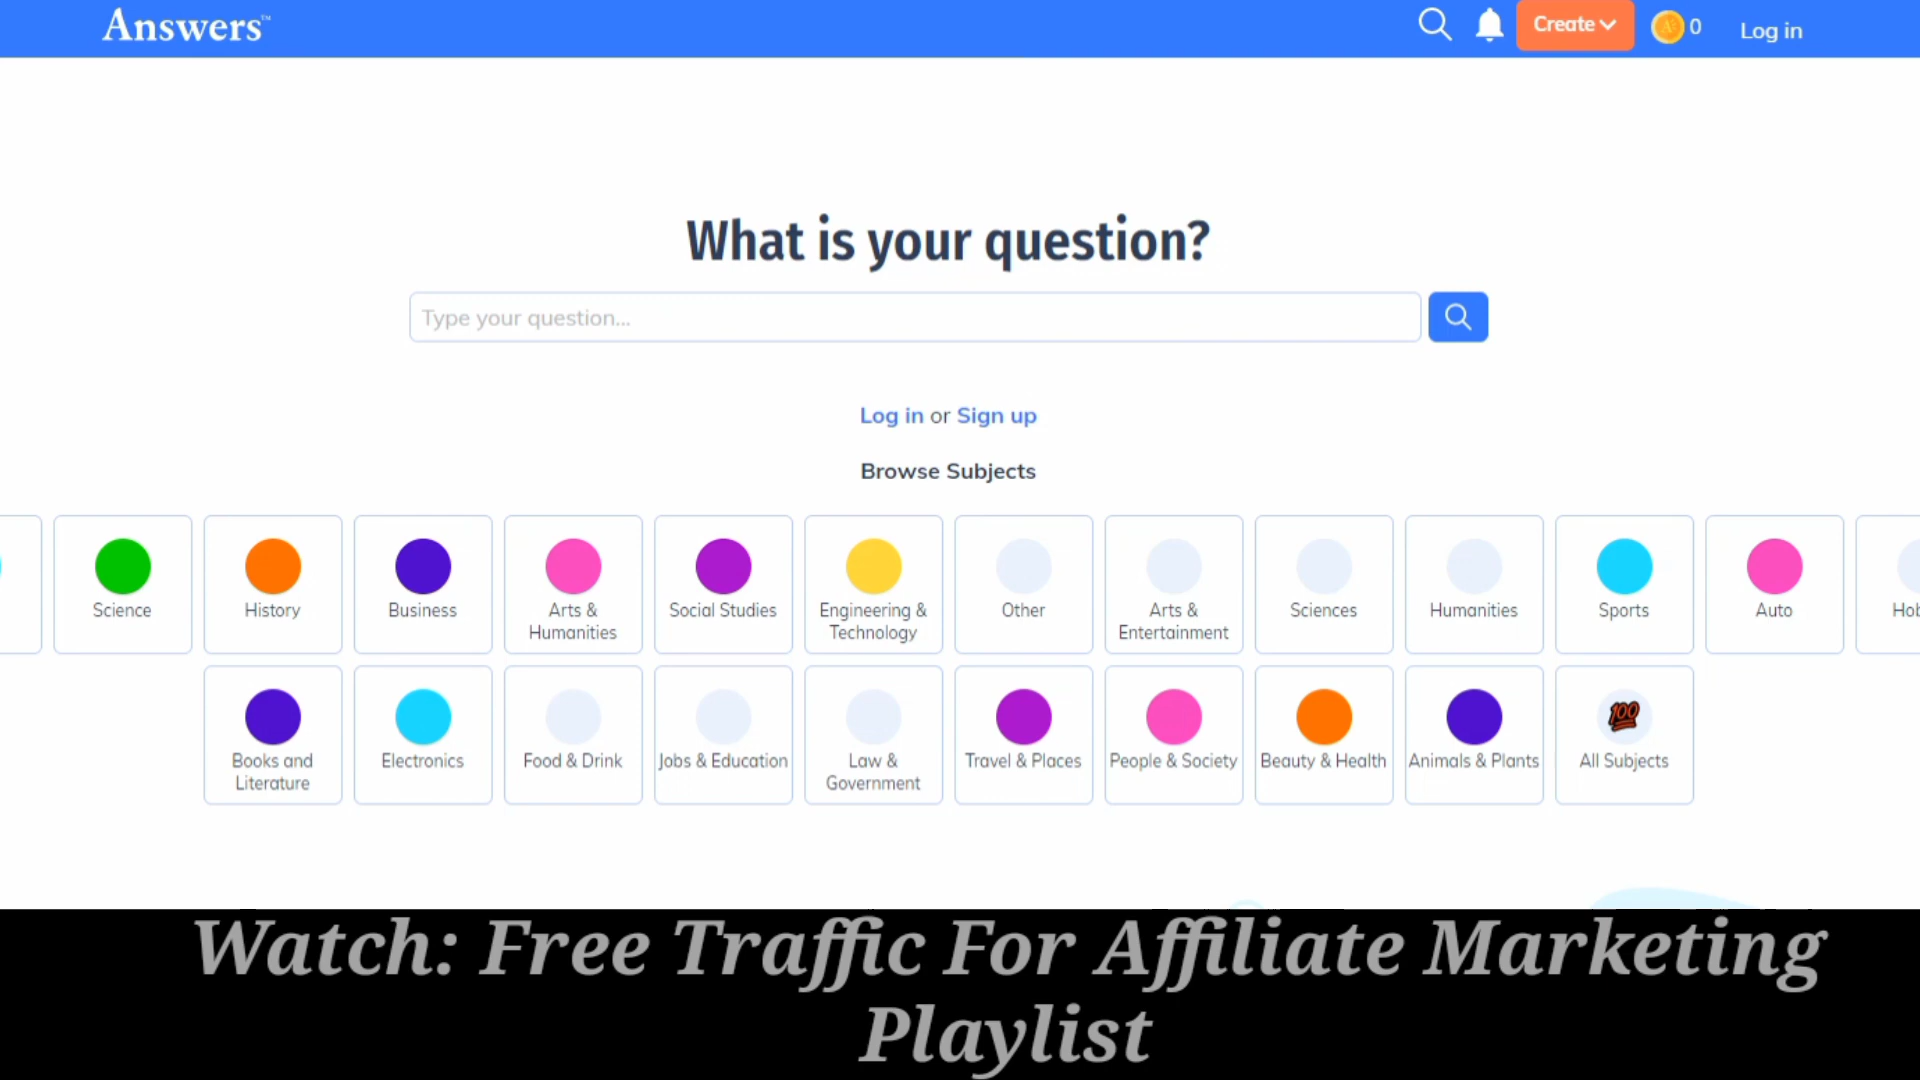 Answers™
Create
0
Log in
What is your question?
Type your question...
Log in or Sign up
Browse Subjects
Science
History
Business
Arts &
Humanities
Social Studies
Engineering &
Technology
Other
Arts &
Entertainment
Sciences
Humanities
Sports
Auto
Books and
Literature
Electronics
Food & Drink
Jobs & Education
Law &
Government
Travel & Places
People & Society
Beauty & Health
Animals & Plants
100
All Subjects
Watch: Free Traffic For Affiliate Marketing
Playlist